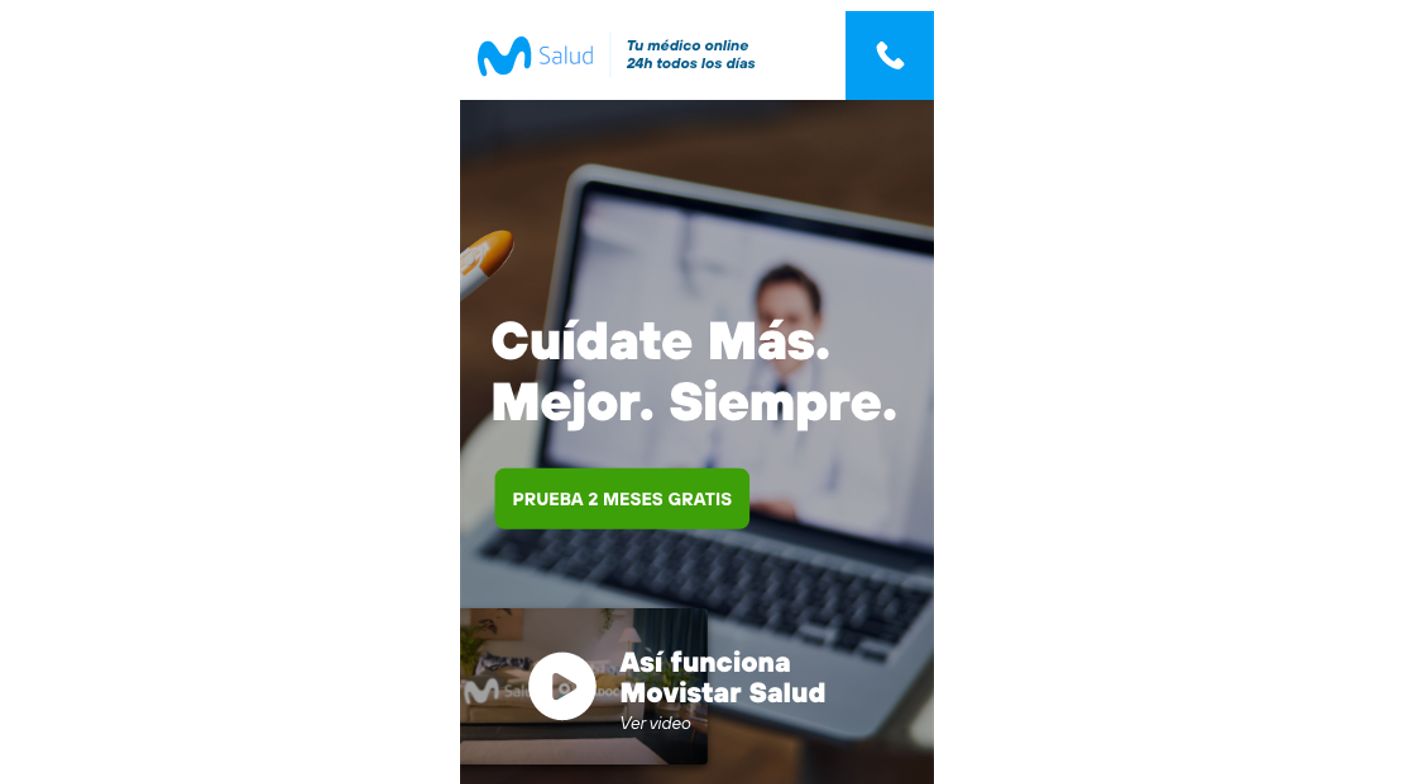 Salud
Tu médico online
24h todos los días
Cuídate Más.
Mejor. Siempre.
PRUEBA 2 MESES GRATIS
Así funciona
Movistar Salud
Ver video